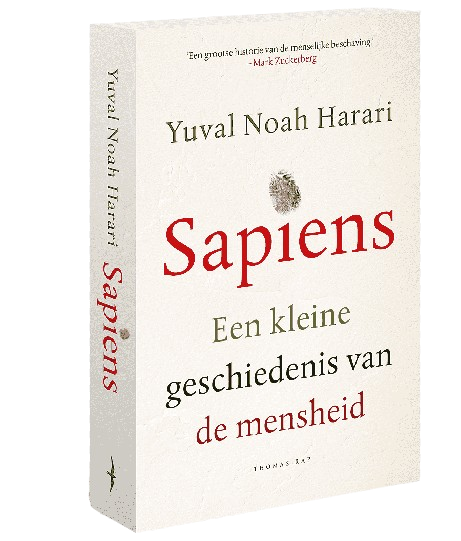 'Een grootse historie van de menselijke beschaving'
- Mark Zuckerberg
Yuval Noah Harari
Sapiens
Een kleine
geschiedenis van
de mensheid
THOMAS RAP
Yuval Noah Harari
Sapiens